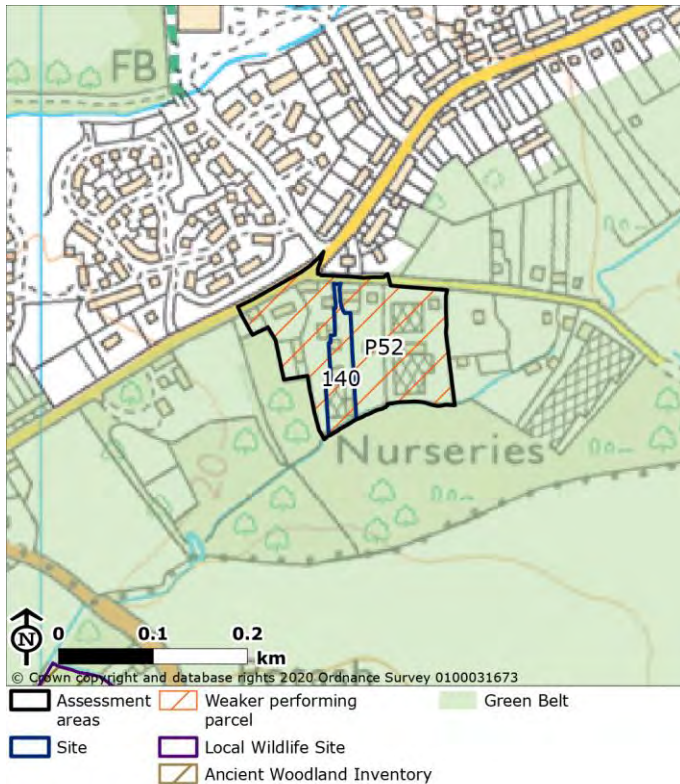 FB
P52
140
Nurseries
20
N
0 0.1 0.2
km
© Crown copyright and database rights 2020 Ordnance Survey 0100031673
Assessment areas
Weaker performing parcel
Green Belt
Site
Local Wildlife Site
Ancient Woodland Inventory